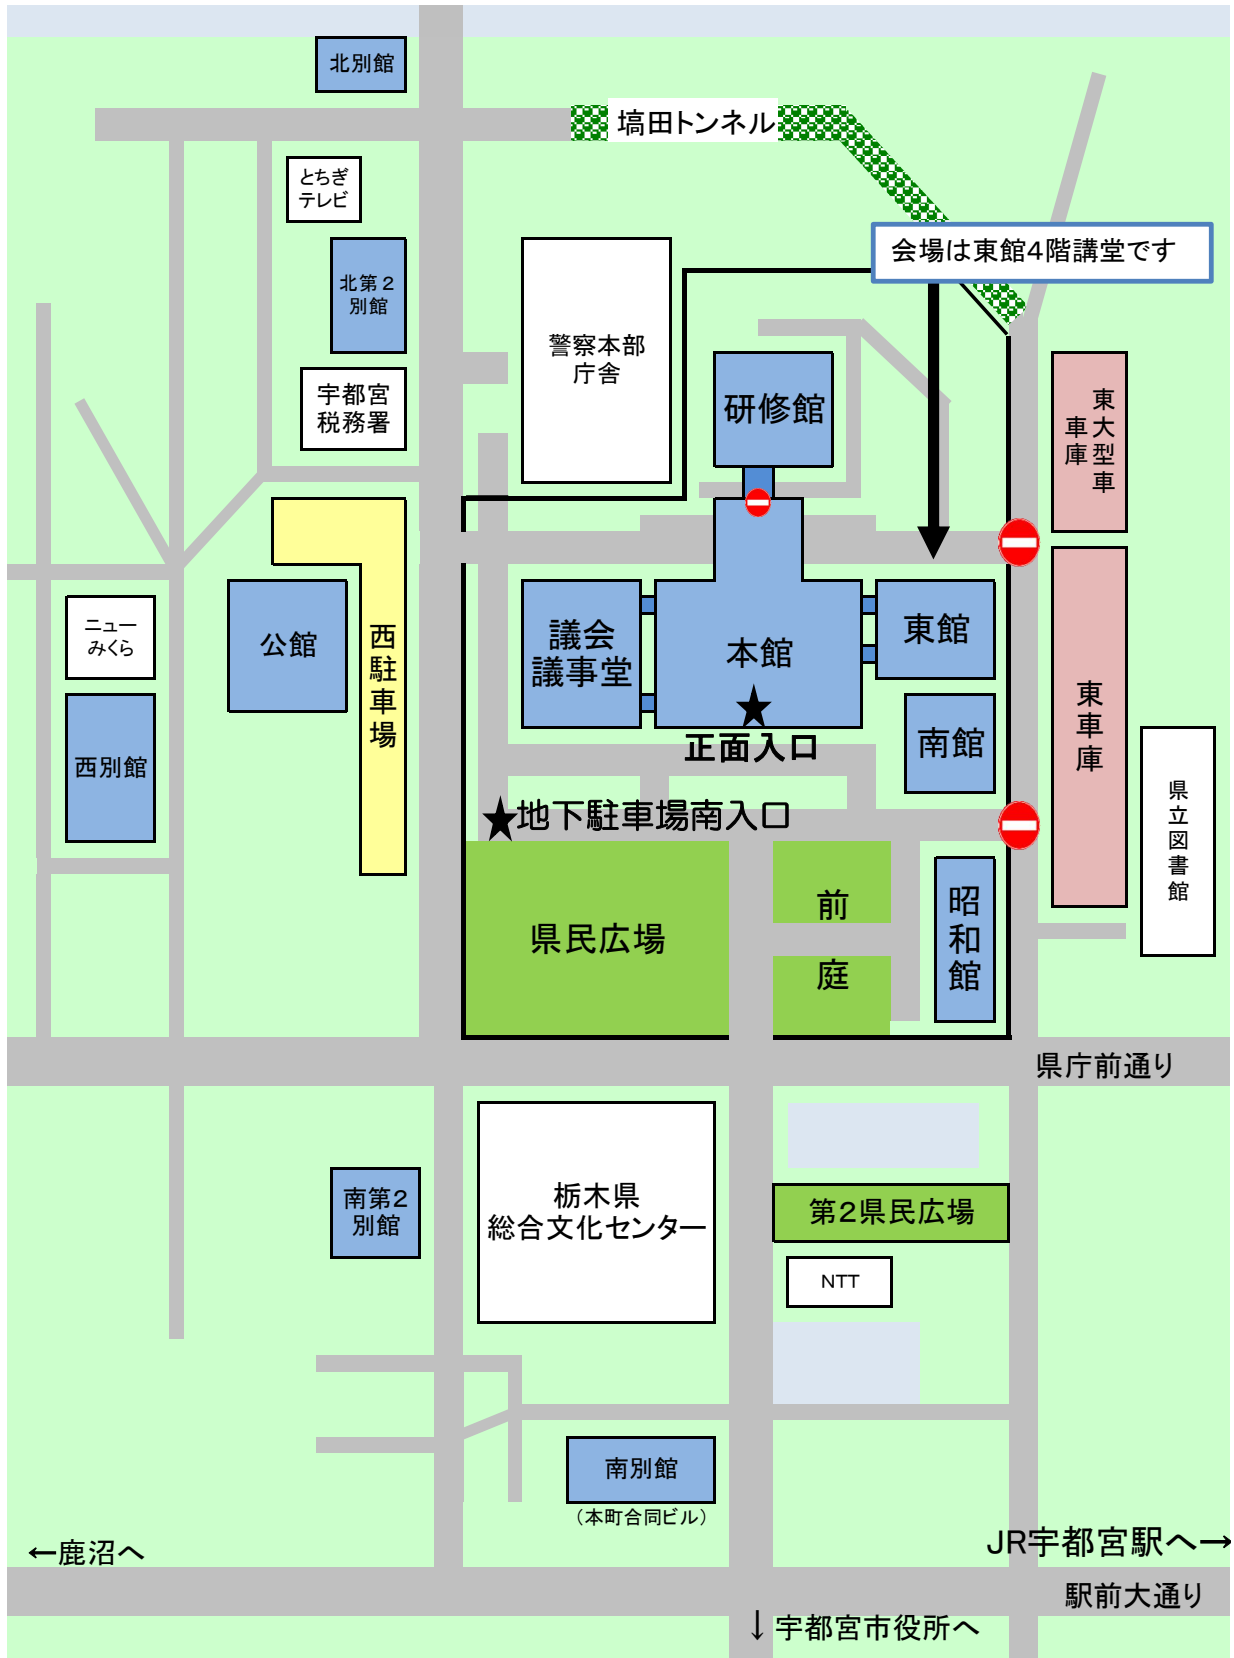 北別館
塙田トンネル
とちぎ
テレビ
会場は東館4階講堂です
北第２
別館
警察本部
庁舎
宇都宮
税務署
研修館
東大型車
車庫
ニュー
みくら
公館
西駐車場
議会
議事堂
本館
東館
★
正面入口
南館
東車庫
西別館
県立図書館
★地下駐車場南入口
県民広場
前
庭
昭和館
県庁前通り
栃木県
総合文化センター
南第２
別館
第２県民広場
NTT
南別館
（本町合同ビル）
←鹿沼へ
JR宇都宮駅へ→
駅前大通り
↓宇都宮市役所へ